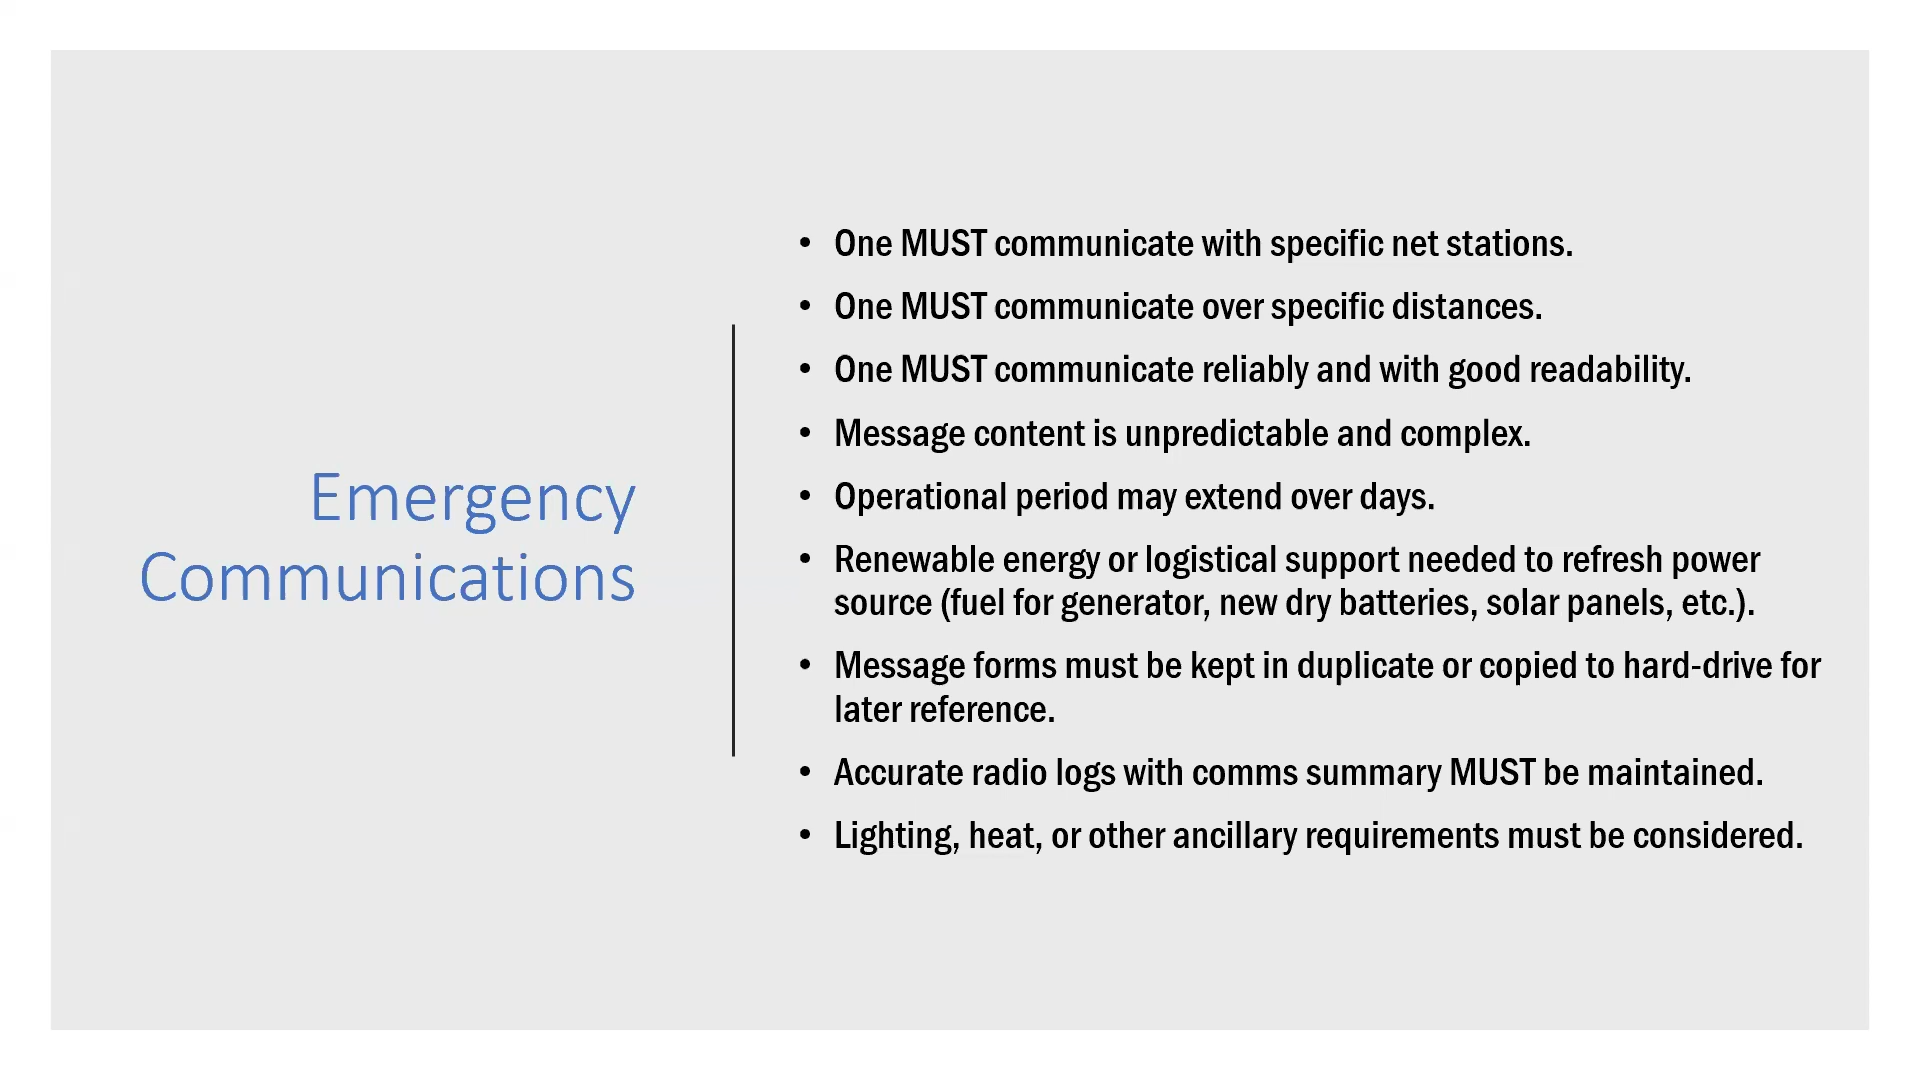 Emergency
Communications
• One MUST communicate with specific net stations.
• One MUST communicate over specific distances.
• One MUST communicate reliably and with good readability.
• Message content is unpredictable and complex.
• Operational period may extend over days.
• Renewable energy or logistical support needed to refresh power
source (fuel for generator, new dry batteries, solar panels, etc.).
• Message forms must be kept in duplicate or copied to hard-drive for
later reference.
• Accurate radio logs with comms summary MUST be maintained.
• Lighting, heat, or other ancillary requirements must be considered.